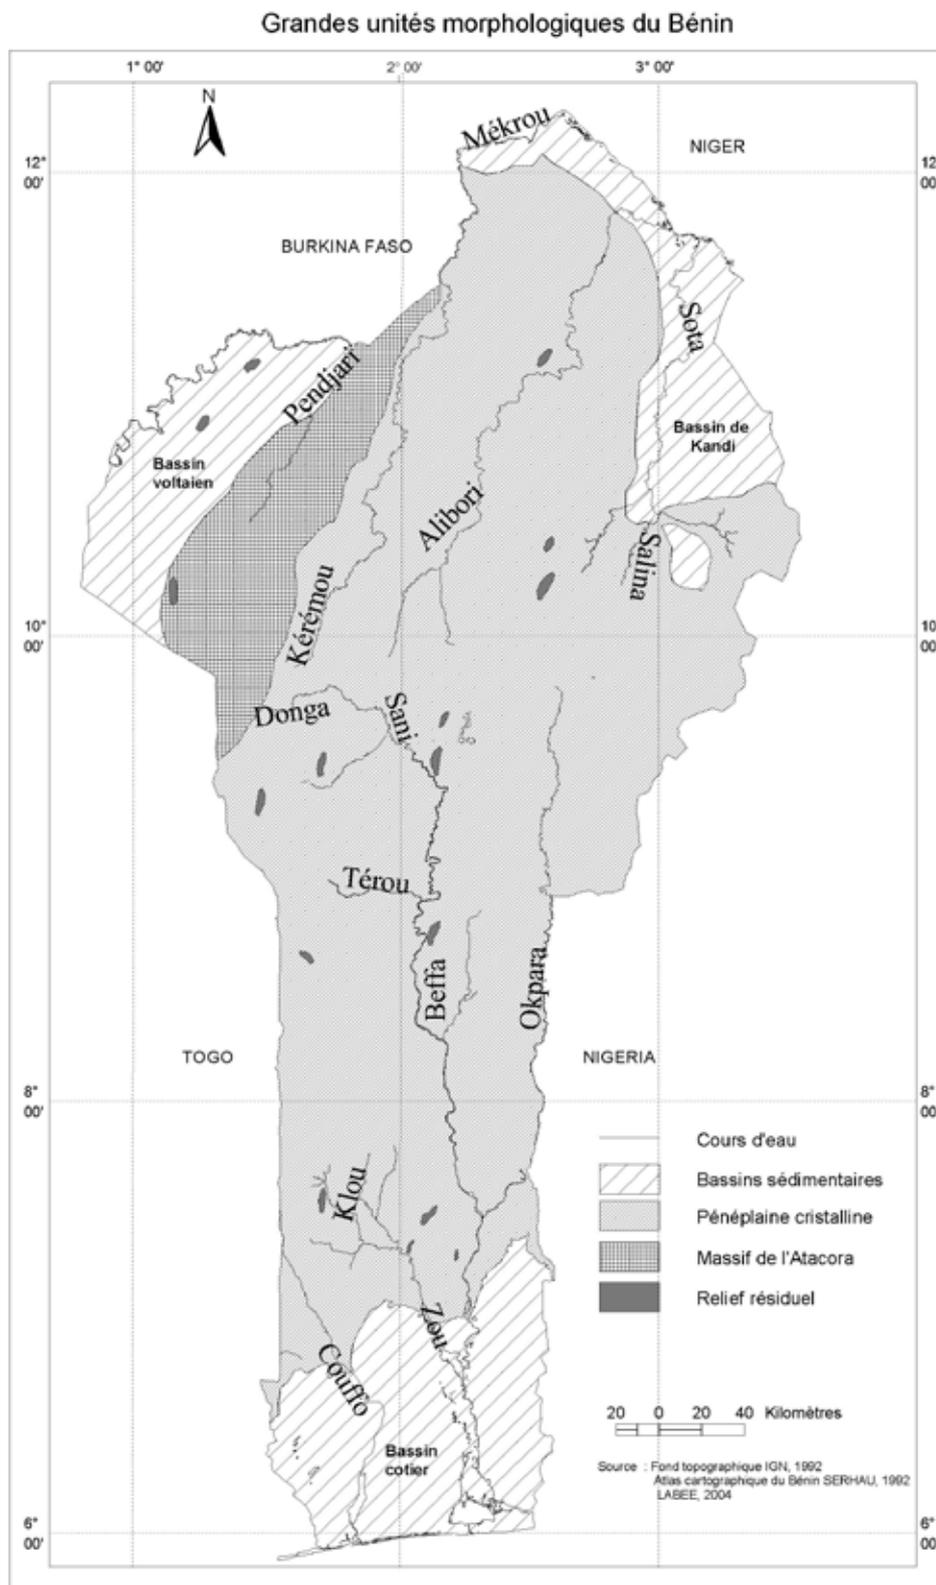 Grandes unités morphologiques du Bénin
1° 00'
2° 00'
3° 00'
N
Mékrou
NIGER
12°
00'
12°
00'
BURKINA FASO
Sota
Pendjari
Bassin de
Kandi
Bassin
voltaien
Alibori
Salina
Kérémou
10°
00'
10
00'
Donga
Sani
Térou
Beffa
Okpara
TOGO
NIGERIA
8°
00'
8°
00'
Cours d'eau
Bassins sédimentaires
Pénéplaine cristalline
Massif de l'Atacora
Relief résiduel
Klou
Zou
Couffo
20 0 20 40 Kilomètres
Bassin
cotier
Source : Fond topographique IGN, 1992
Atlas cartographique du Bénin SERHAU, 1992
LABEE, 2004
6°
00'
6°
00'